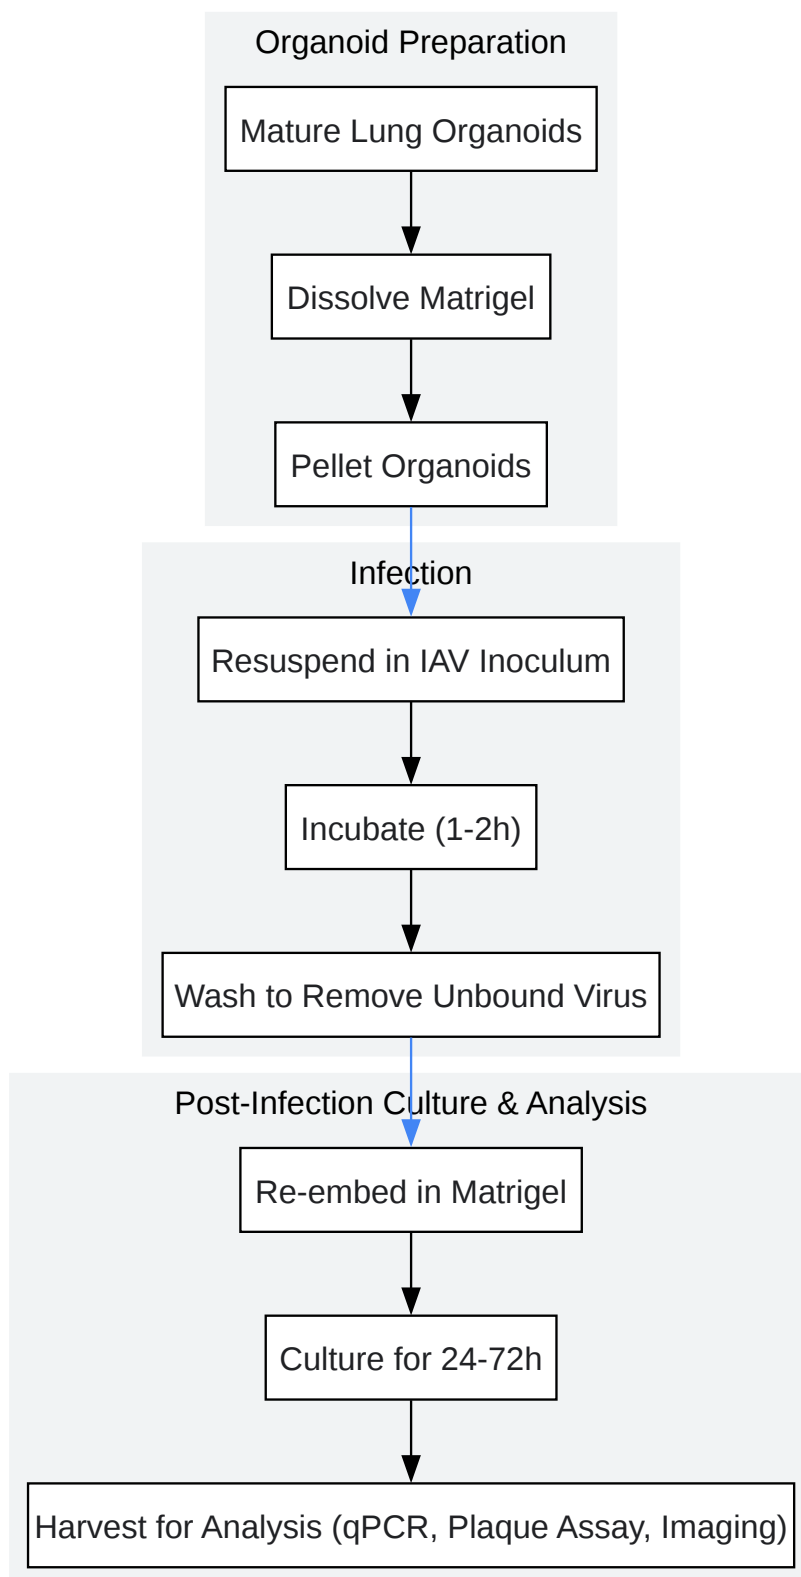 Organoid Preparation
Mature Lung Organoids
Dissolve Matrigel
Pellet Organoids
Infection
Resuspend in IAV Inoculum
Incubate (1-2h)
Wash to Remove Unbound Virus
Post-Infection Culture & Analysis
Re-embed in Matrigel
Culture for 24-72h
Harvest for Analysis (qPCR, Plaque Assay, Imaging)